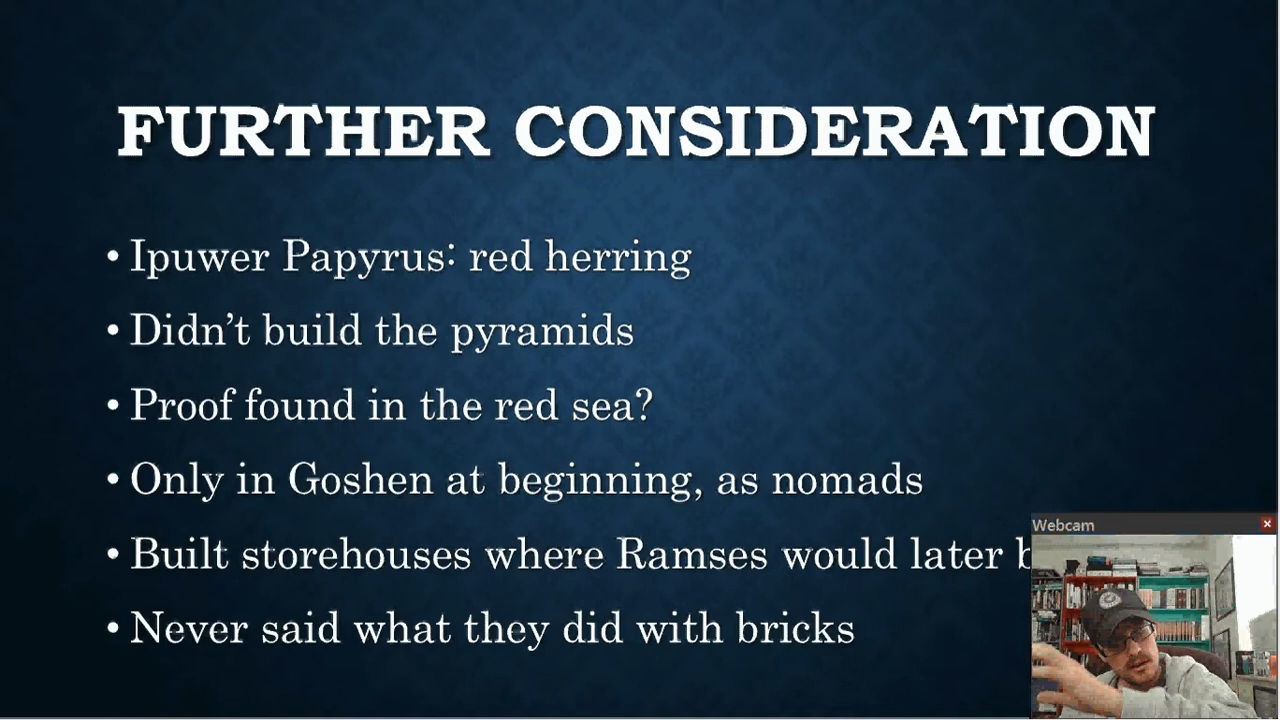 FURTHER CONSIDERATION
• Ipuwer Papyrus: red herring
• Didn't build the pyramids
• Proof found in the red sea?
• Only in Goshen at beginning, as nomads
• Built storehouses where Ramses would later
• Never said what they did with bricks
Webcam